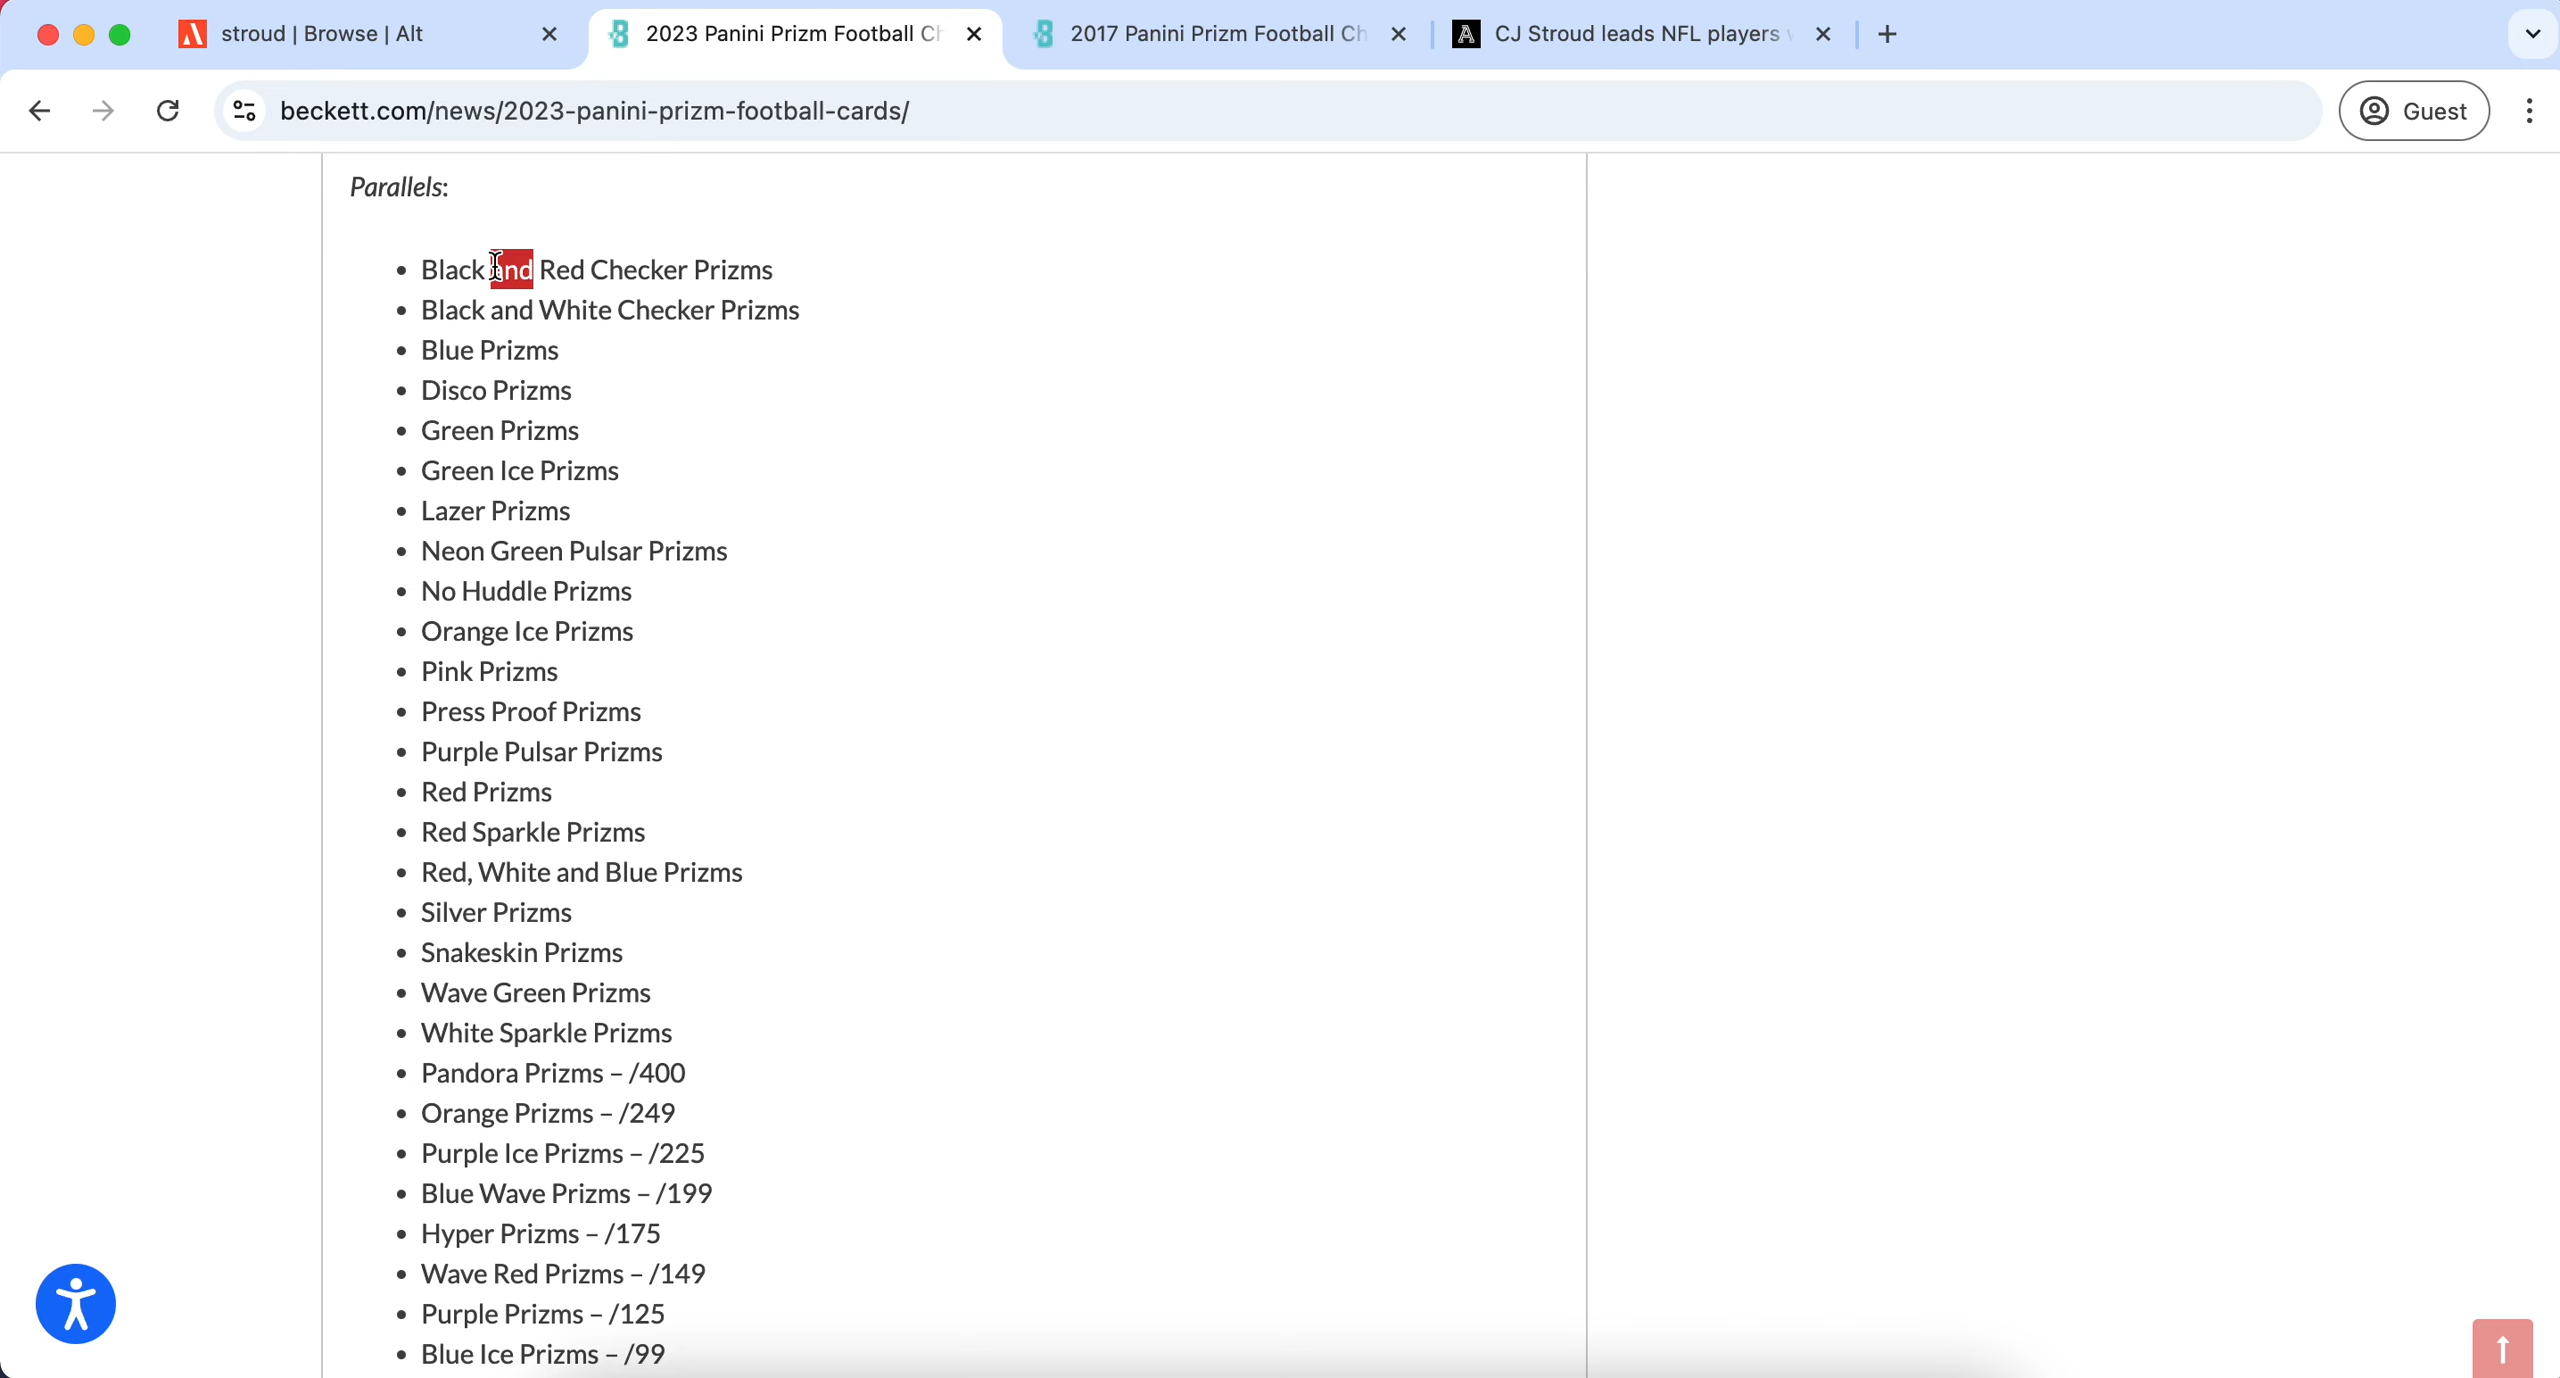 stroud | Browse | Alt
2023 Panini Prizm Football Ch
2017 Panini Prizm Football Ch
CJ Stroud leads NFL players
beckett.com/news/2023-panini-prizm-football-cards/
Guest
Parallels:
Black and Red Checker Prizms
Black and White Checker Prizms
Blue Prizms
Disco Prizms
Green Prizms
Green Ice Prizms
Lazer Prizms
Neon Green Pulsar Prizms
No Huddle Prizms
Orange Ice Prizms
Pink Prizms
Press Proof Prizms
Purple Pulsar Prizms
Red Prizms
Red Sparkle Prizms
Red, White and Blue Prizms
Silver Prizms
Snakeskin Prizms
Wave Green Prizms
White Sparkle Prizms
Pandora Prizms – /400
Orange Prizms – /249
Purple Ice Prizms – /225
Blue Wave Prizms – /199
Hyper Prizms – /175
Wave Red Prizms – /149
Purple Prizms – /125
Blue Ice Prizms – /99